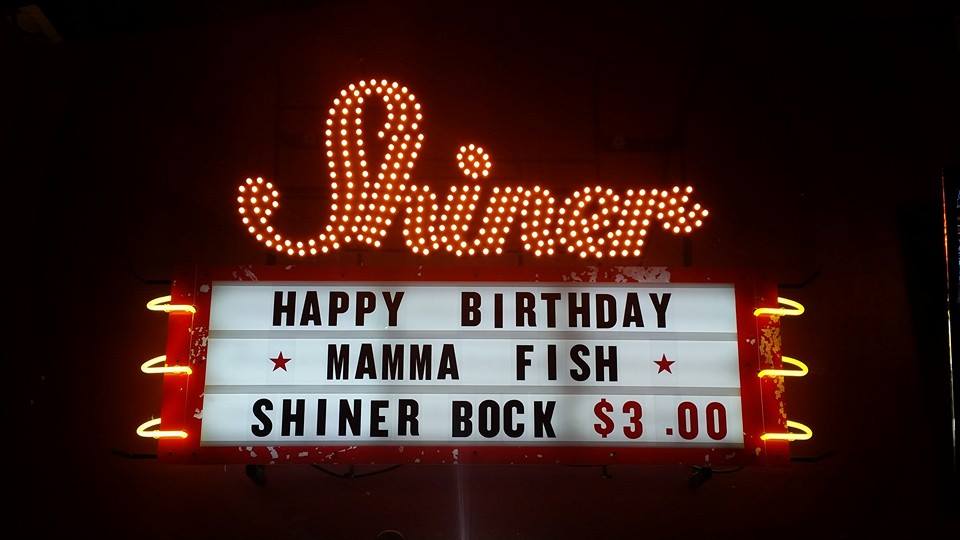 Shiner
HAPPY BIRTHDAY
★ MAMMA FISH ★
SHINER BOCK $3.00